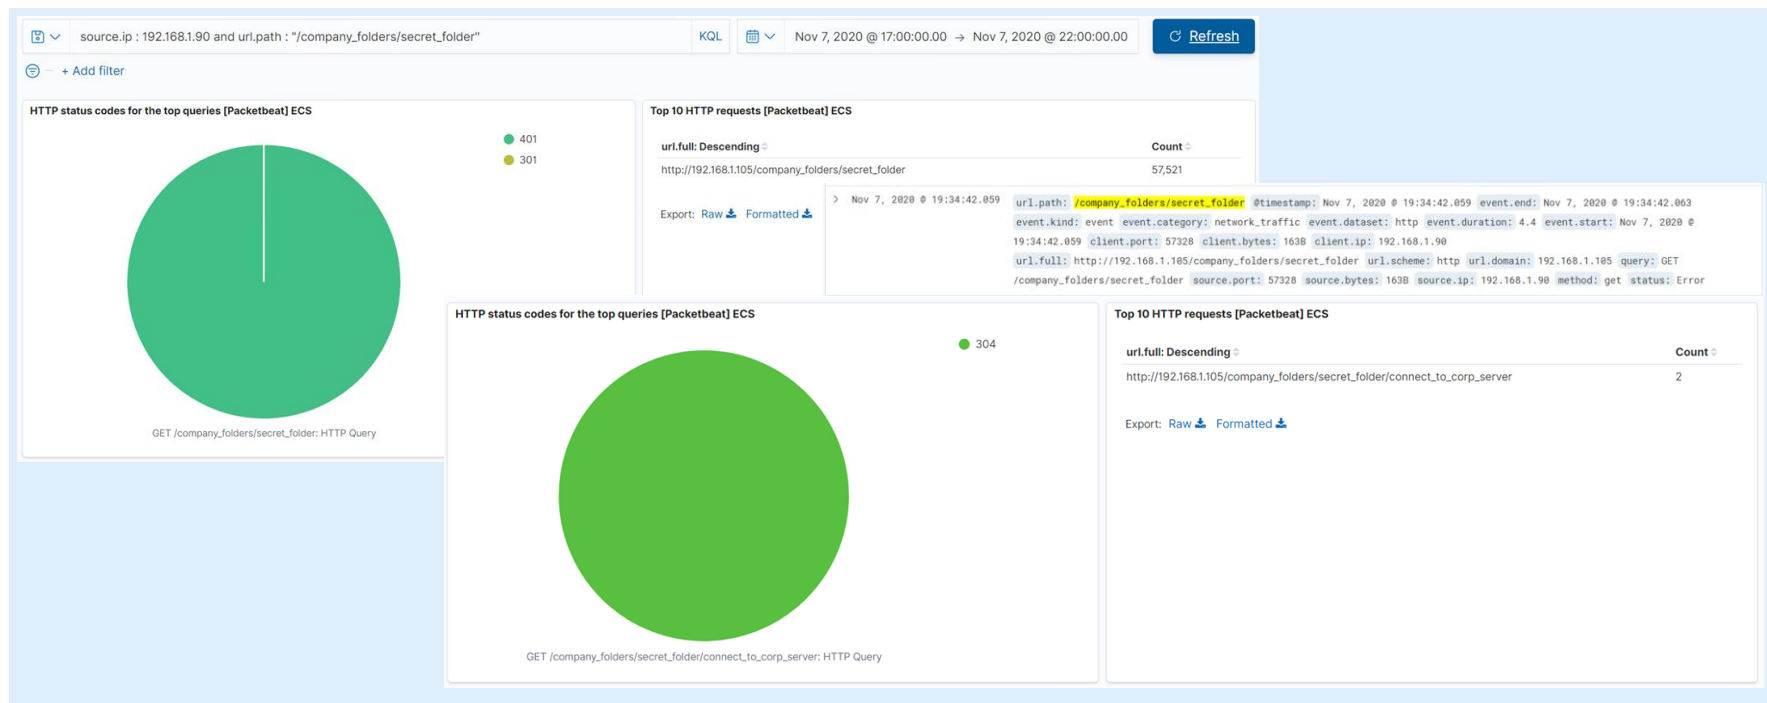 source.ip : 192.168.1.90 and url.path : "/company_folders/secret_folder"
KQL
Nov 7, 2020 @ 17:00:00.00 → Nov 7, 2020 @ 22:00:00.00
Refresh
+ Add filter
HTTP status codes for the top queries [Packetbeat] ECS
401
301
GET /company_folders/secret_folder: HTTP Query
Top 10 HTTP requests [Packetbeat] ECS
url.full: Descending Count
http://192.168.1.105/company_folders/secret_folder 57,521
Export: Raw Formatted
Nov 7, 2020 @ 19:34:42.059
url.path: /company_folders/secret_folder @timestamp: Nov 7, 2020 @ 19:34:42.059 event.end: Nov 7, 2020 @ 19:34:42.063
event.kind: event event.category: network_traffic event.dataset: http event.duration: 4.4 event.start: Nov 7, 2020 @
19:34:42.059 client.port: 57328 client.bytes: 163B client.ip: 192.168.1.90
url.full: http://192.168.1.105/company_folders/secret_folder url.scheme: http url.domain: 192.168.1.105 query: GET
/company_folders/secret_folder source.port: 57328 source.bytes: 163B source.ip: 192.168.1.90 method: get status: Error
HTTP status codes for the top queries [Packetbeat] ECS
304
GET /company_folders/secret_folder/connect_to_corp_server: HTTP Query
Top 10 HTTP requests [Packetbeat] ECS
url.full: Descending Count
http://192.168.1.105/company_folders/secret_folder/connect_to_corp_server 2
Export: Raw Formatted